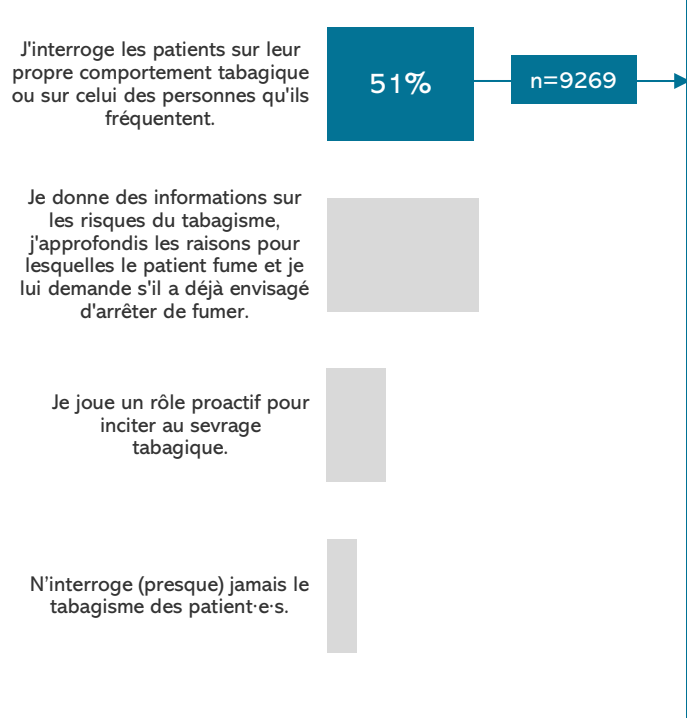 J'interroge les patients sur leur
propre comportement tabagique
ou sur celui des personnes qu'ils
fréquentent.
51%
n=9269
Je donne des informations sur
les risques du tabagisme,
j'approfondis les raisons pour
lesquelles le patient fume et je
lui demande s'il a déjà envisagé
d'arrêter de fumer.
Je joue un rôle proactif pour
inciter au sevrage
tabagique.
N’interroge (presque) jamais le
tabagisme des patient·e·s.